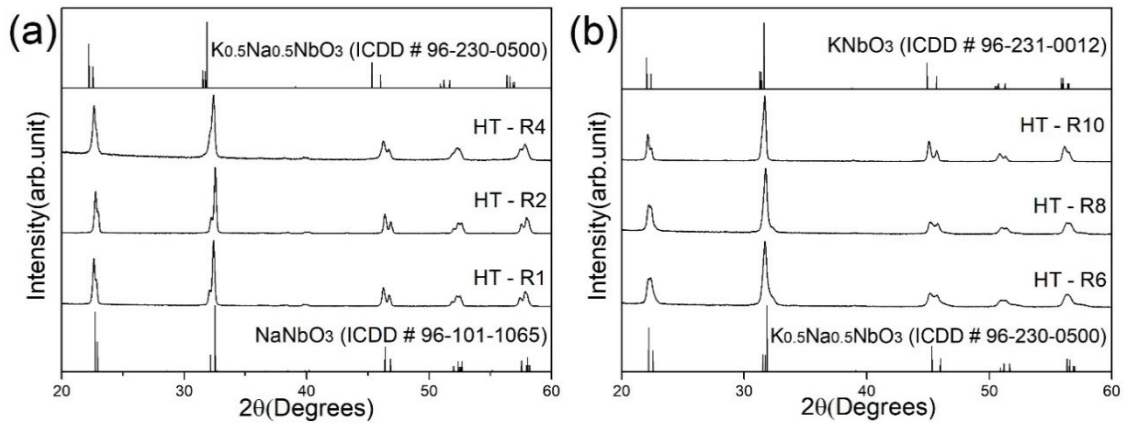 (a)
K0.5Na0.5NbO3 (ICDD # 96-230-0500)
HT - R4
HT - R2
HT - R1
NaNbO3 (ICDD # 96-101-1065)
Intensity(arb.unit)
20 30 40 50 60
2θ(Degrees)
(b)
KNbO3 (ICDD # 96-231-0012)
HT - R10
HT - R8
HT - R6
K0.5Na0.5NbO3 (ICDD # 96-230-0500)
Intensity(arb.unit)
20 30 40 50 60
2θ(Degrees)